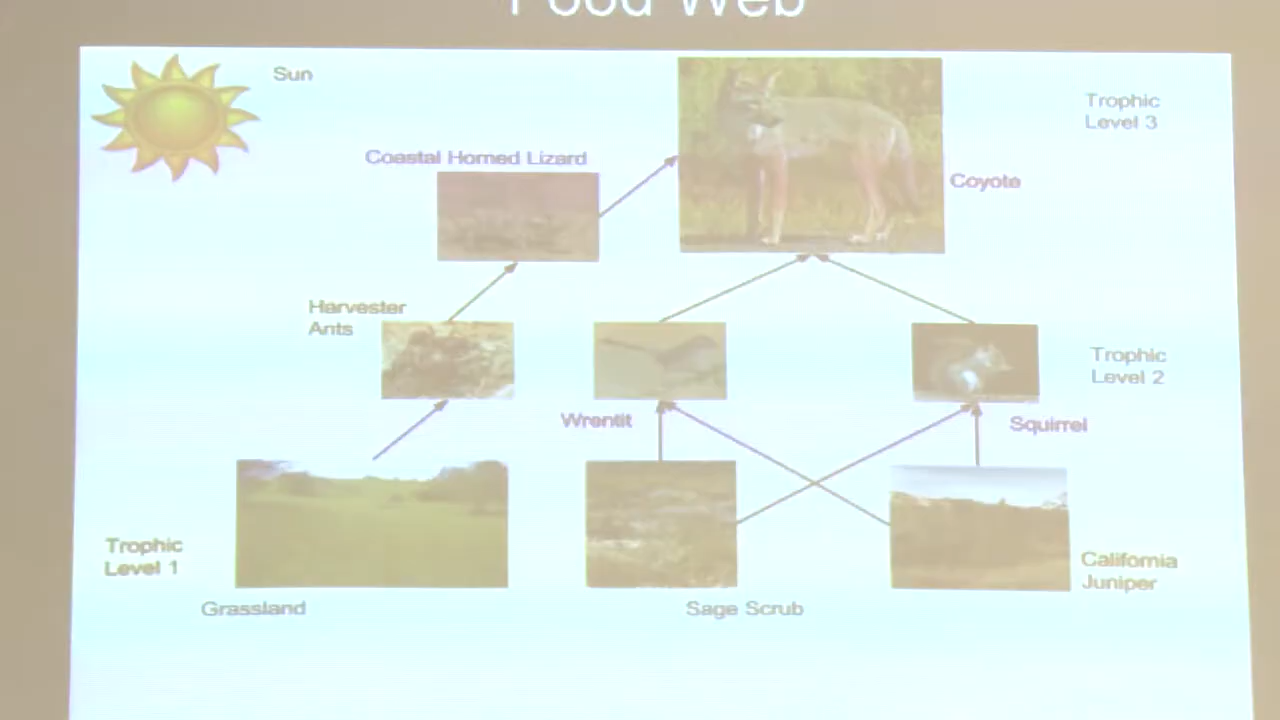 Food Web
Sun
Trophic
Level 3
Coastal Horned Lizard
Coyote
Harvester
Ants
Trophic
Level 2
Wrentit
Squirrel
Trophic
Level 1
California
Juniper
Grassland
Sage Scrub